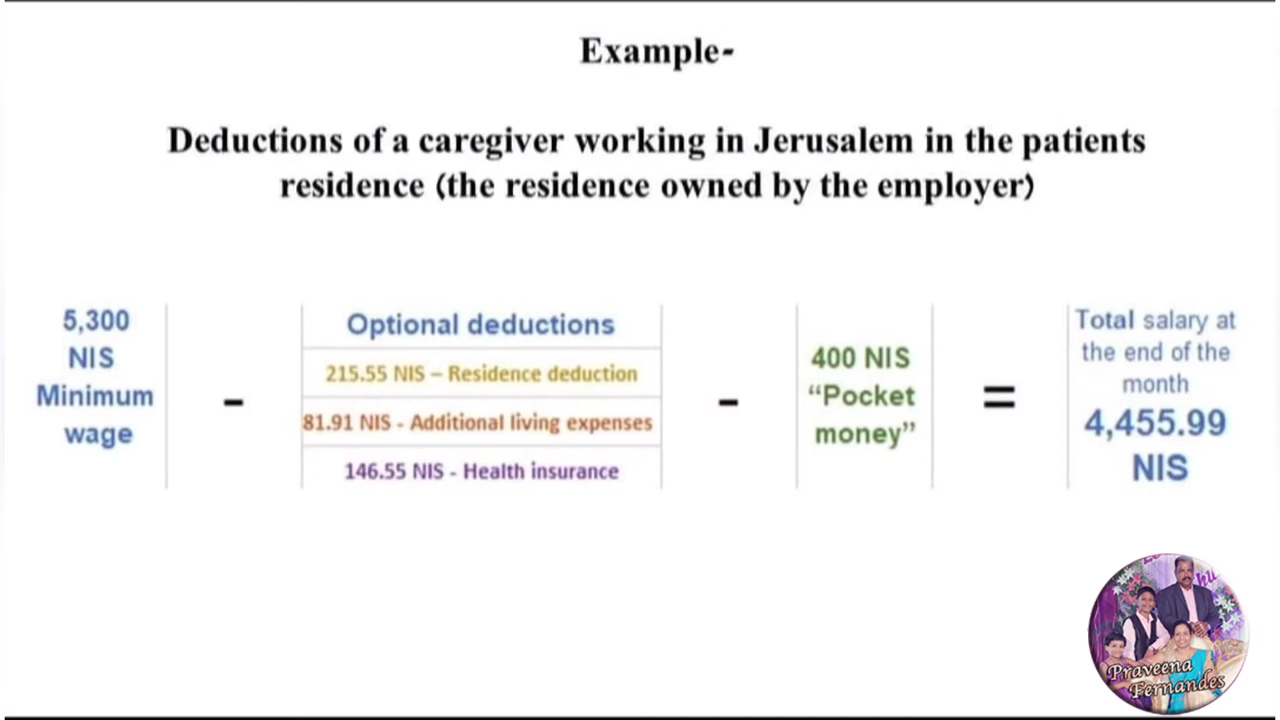 Example-
Deductions of a caregiver working in Jerusalem in the patients
residence (the residence owned by the employer)
5,300
NIS
Minimum
wage
-
Optional deductions
215.55 NIS – Residence deduction
81.91 NIS - Additional living expenses
146.55 NIS - Health insurance
-
400 NIS
“Pocket
money”
=
Total salary at
the end of the
month
4,455.99
NIS
Praveena
Fernandes